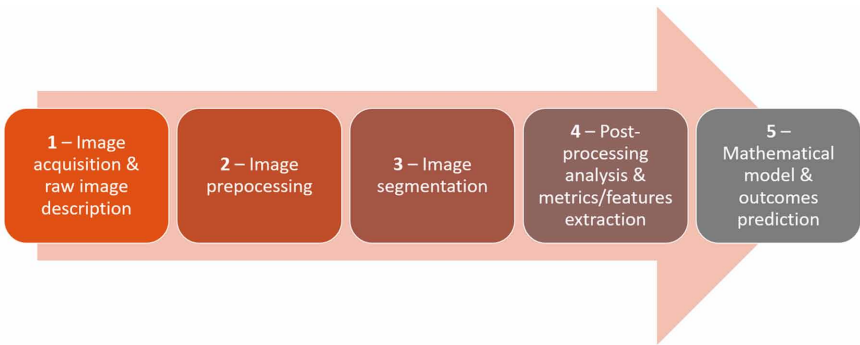 1 – Image
acquisition &
raw image
description
2 – Image
prepocessing
3 – Image
segmentation
4 – Post-
processing
analysis &
metrics/features
extraction
5 –
Mathematical
model &
outcomes
prediction